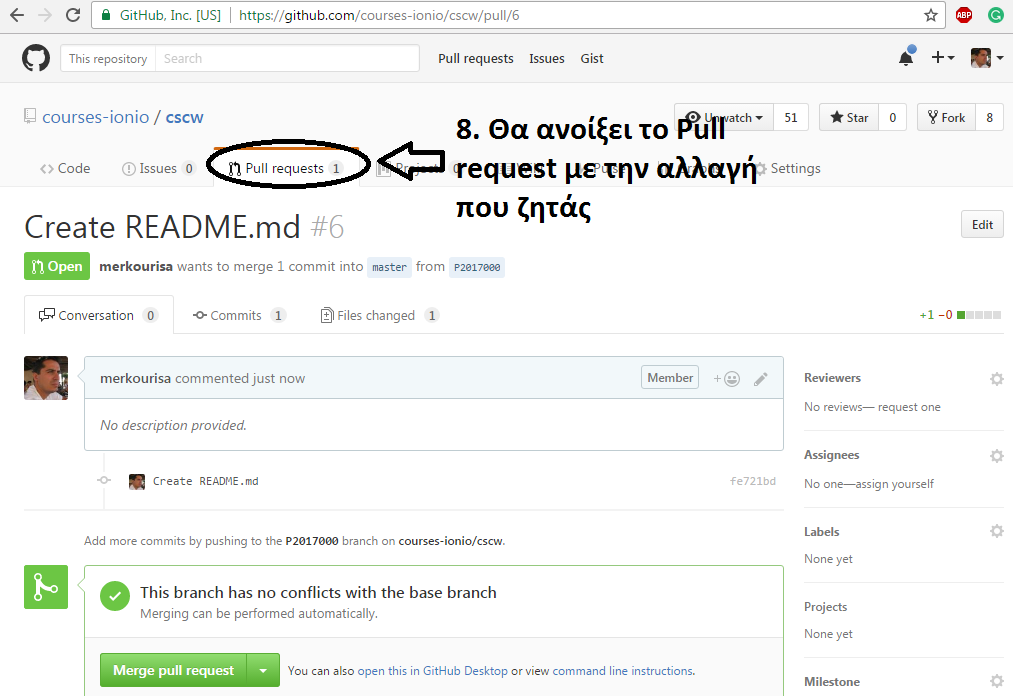 GitHub, Inc. [US] https://github.com/courses-ionio/cscw/pull/6
ABP
This repository Search Pull requests Issues Gist
courses-ionio / cscw
Unwatch 51 Star 0 Fork 8
8. Θα ανοίξει το Pull
request με την αλλαγή
που ζητάς
Code Issues 0 Pull requests 1 Projects 0 Settings
Create README.md #6
Edit
Open merkourisa wants to merge 1 commit into master from P2017000
Conversation 0 Commits 1 Files changed 1 +1 −0
merkourisa commented just now Member
No description provided.
Create README.md fe721bd
Add more commits by pushing to the P2017000 branch on courses-ionio/cscw.
This branch has no conflicts with the base branch
Merging can be performed automatically.
Merge pull request You can also open this in GitHub Desktop or view command line instructions.
Reviewers
No reviews— request one
Assignees
No one—assign yourself
Labels
None yet
Projects
None yet
Milestone